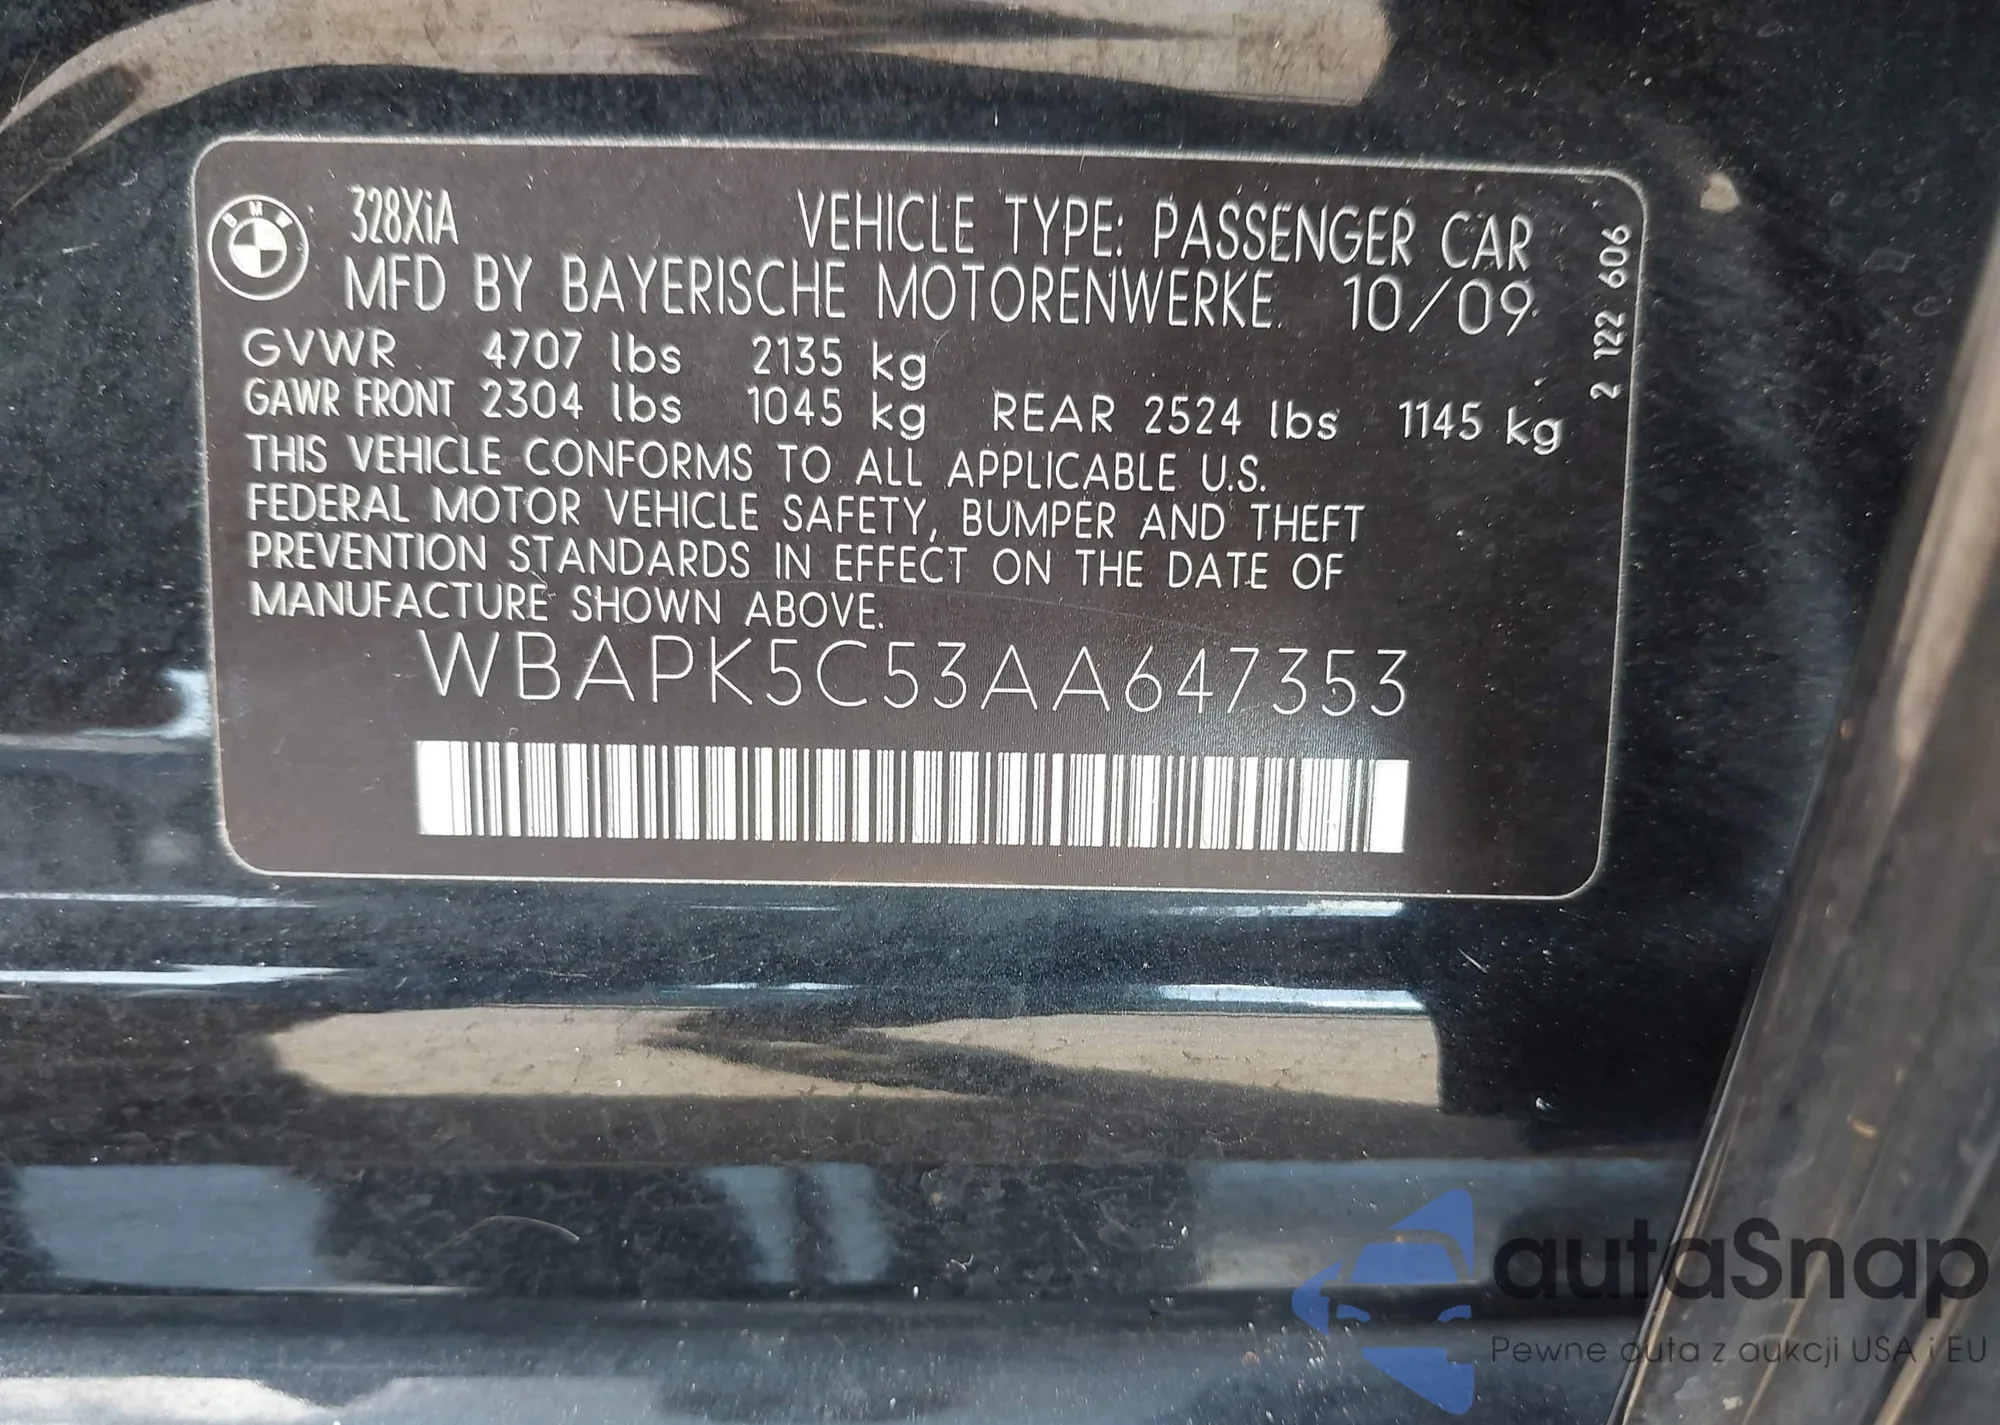 BMW
328XiA
VEHICLE TYPE: PASSENGER CAR
MFD BY BAYERISCHE MOTORENWERKE 10/09
GVWR 4707 lbs 2135 kg
GAWR FRONT 2304 lbs 1045 kg REAR 2524 lbs 1145 kg
THIS VEHICLE CONFORMS TO ALL APPLICABLE U.S.
FEDERAL MOTOR VEHICLE SAFETY, BUMPER AND THEFT
PREVENTION STANDARDS IN EFFECT ON THE DATE OF
MANUFACTURE SHOWN ABOVE.
WBAPK5C53AA647353
2 122 606
autaSnap
Pewne auta z aukcji USA i EU